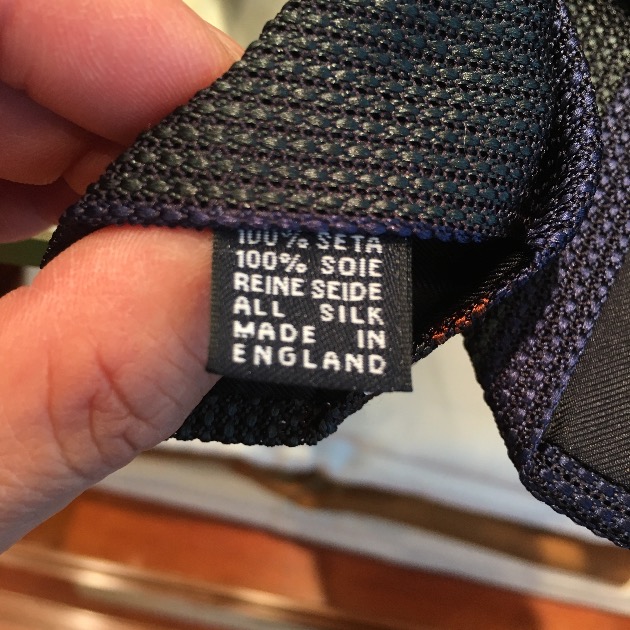 100% SETA
100% SOIE
REINE SEIDE
ALL SILK
MADE IN
ENGLAND